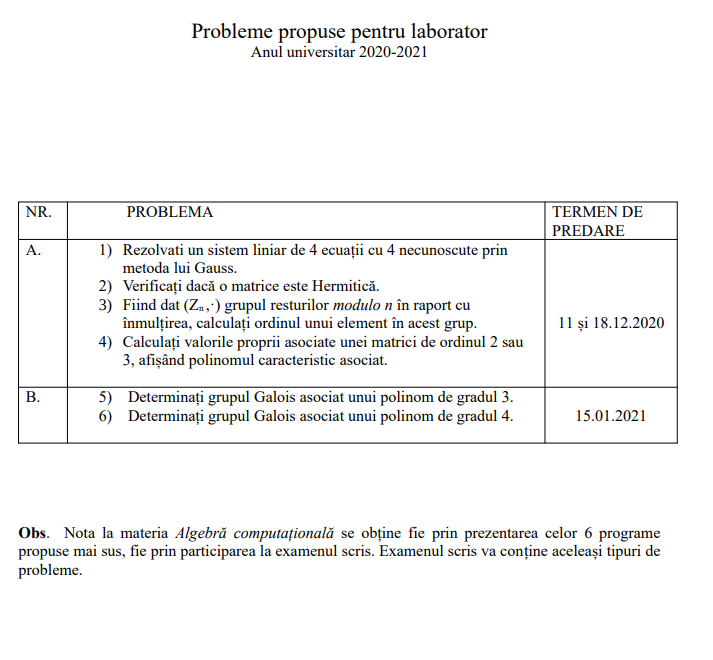 Probleme propuse pentru laborator
Anul universitar 2020-2021
NR.
PROBLEMA
TERMEN DE
PREDARE
A.
1) Rezolvati un sistem liniar de 4 ecuații cu 4 necunoscute prin
metoda lui Gauss.
2) Verificați dacă o matrice este Hermitică.
3) Fiind dat (Zₙ,·) grupul resturilor modulo n în raport cu
înmulțirea, calculați ordinul unui element în acest grup.
4) Calculați valorile proprii asociate unei matrici de ordinul 2 sau
3, afișând polinomul caracteristic asociat.
11 și 18.12.2020
B.
5) Determinați grupul Galois asociat unui polinom de gradul 3.
6) Determinați grupul Galois asociat unui polinom de gradul 4.
15.01.2021
Obs. Nota la materia Algebră computațională se obține fie prin prezentarea celor 6 programe
propuse mai sus, fie prin participarea la examenul scris. Examenul scris va conține aceleași tipuri de
probleme.